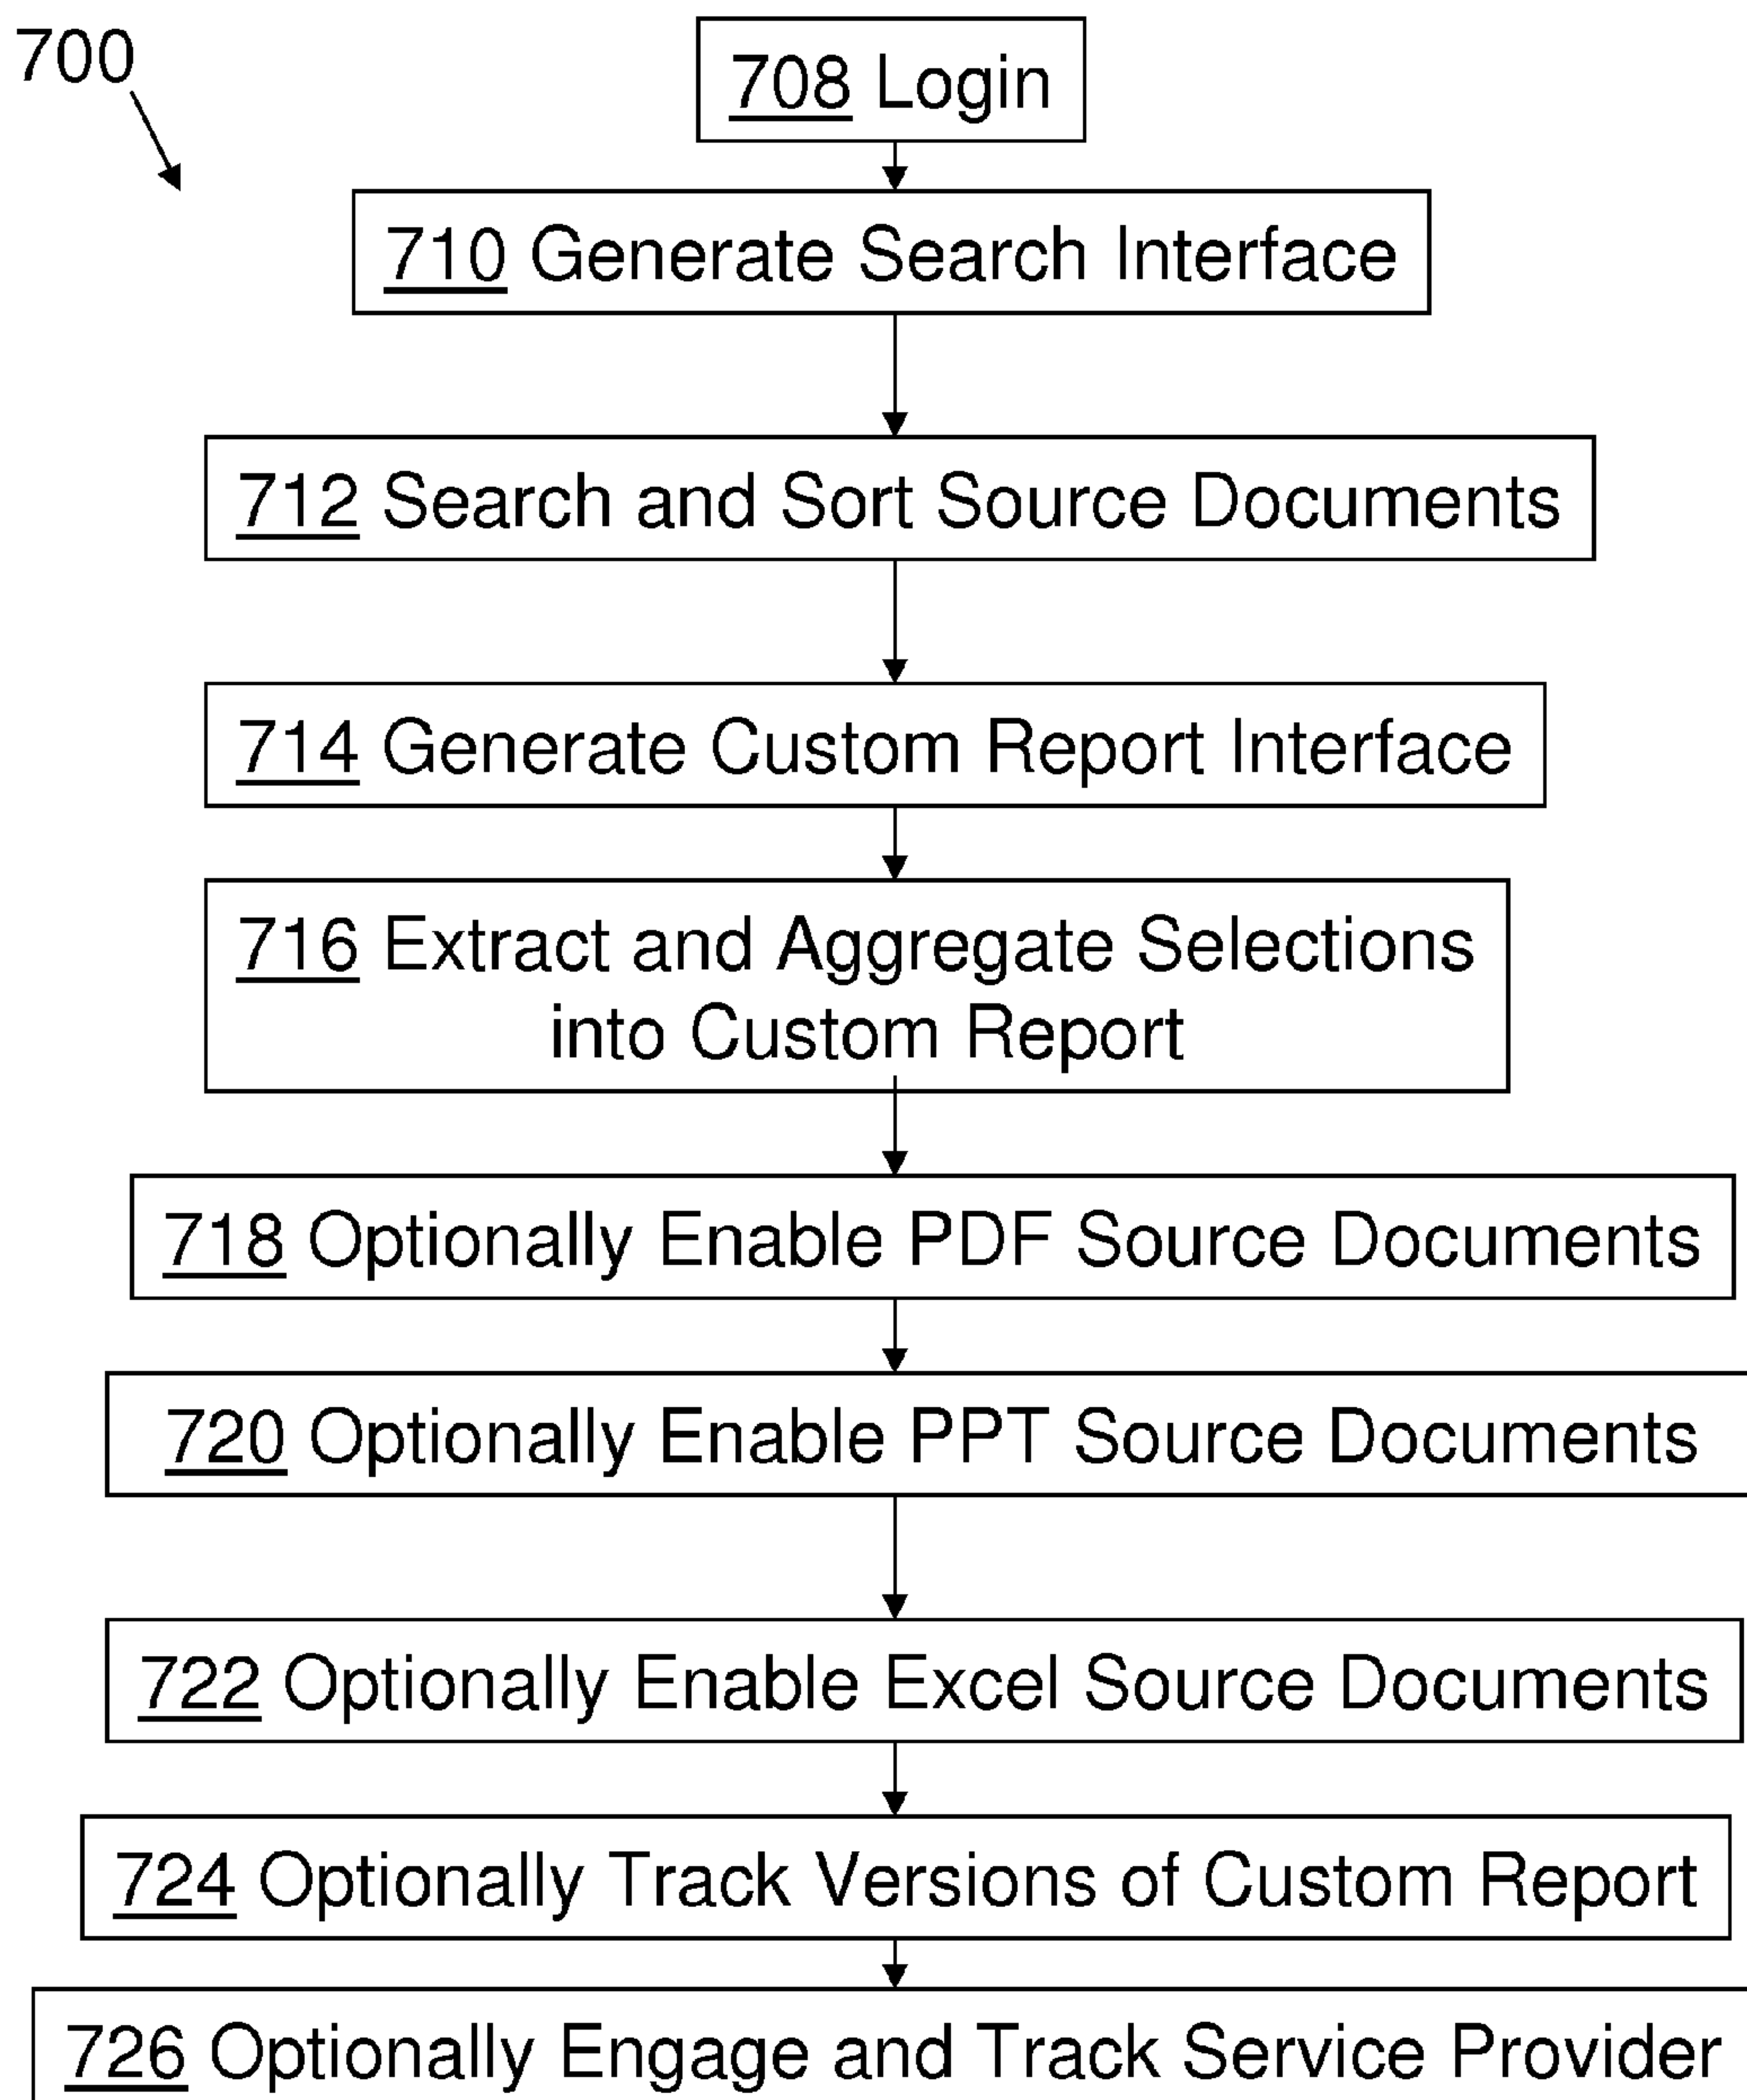 700
708 Login
710 Generate Search Interface
712 Search and Sort Source Documents
714 Generate Custom Report Interface
716 Extract and Aggregate Selections
into Custom Report
718 Optionally Enable PDF Source Documents
720 Optionally Enable PPT Source Documents
722 Optionally Enable Excel Source Documents
724 Optionally Track Versions of Custom Report
726 Optionally Engage and Track Service Provider